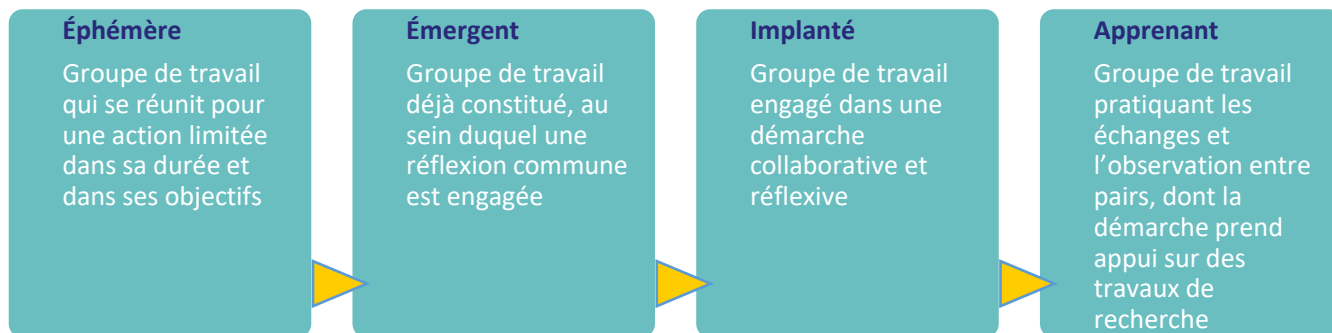 Éphémère
Groupe de travail
qui se réunit pour
une action limitée
dans sa durée et
dans ses objectifs
Émergent
Groupe de travail
déjà constitué, au
sein duquel une
réflexion commune
est engagée
Implanté
Groupe de travail
engagé dans une
démarche
collaborative et
réflexive
Apprenant
Groupe de travail
pratiquant les
échanges et
l’observation entre
pairs, dont la
démarche prend
appui sur des
travaux de
recherche